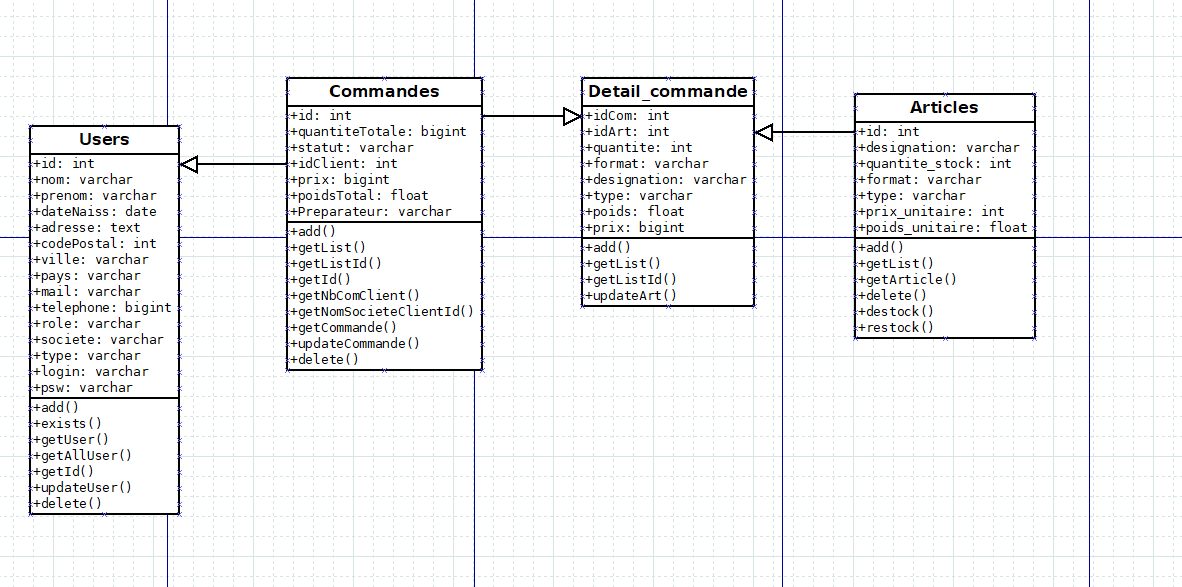 Users
+id: int
+nom: varchar
+prenom: varchar
+dateNaiss: date
+adresse: text
+codePostal: int
+ville: varchar
+pays: varchar
+mail: varchar
+telephone: bigint
+role: varchar
+societe: varchar
+type: varchar
+login: varchar
+psw: varchar
+add()
+exists()
+getUser()
+getAllUser()
+getId()
+updateUser()
+delete()
Commandes
+id: int
+quantiteTotale: bigint
+statut: varchar
+idClient: int
+prix: bigint
+poidsTotal: float
+Preparateur: varchar
+add()
+getList()
+getListId()
+getId()
+getNbComClient()
+getNomSocieteClientId()
+getCommande()
+updateCommande()
+delete()
Detail_commande
+idCom: int
+idArt: int
+quantite: int
+format: varchar
+designation: varchar
+type: varchar
+poids: float
+prix: bigint
+add()
+getList()
+getListId()
+updateArt()
Articles
+id: int
+designation: varchar
+quantite_stock: int
+format: varchar
+type: varchar
+prix_unitaire: int
+poids_unitaire: float
+add()
+getList()
+getArticle()
+delete()
+destock()
+restock()